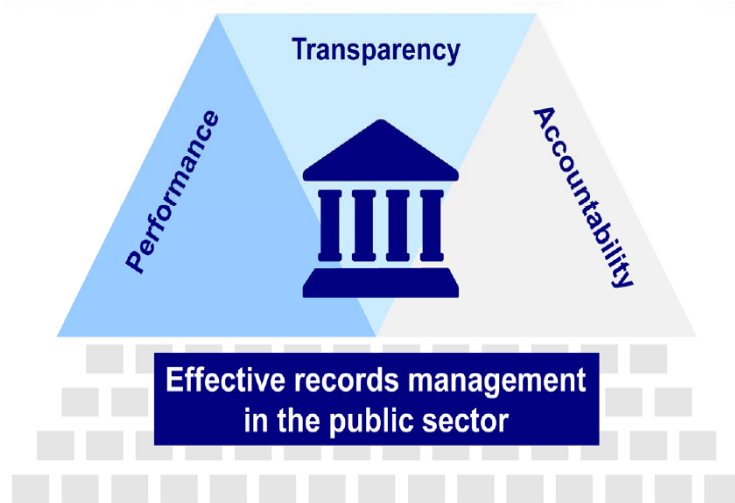 Transparency
Performance
Accountability
Effective records management
in the public sector